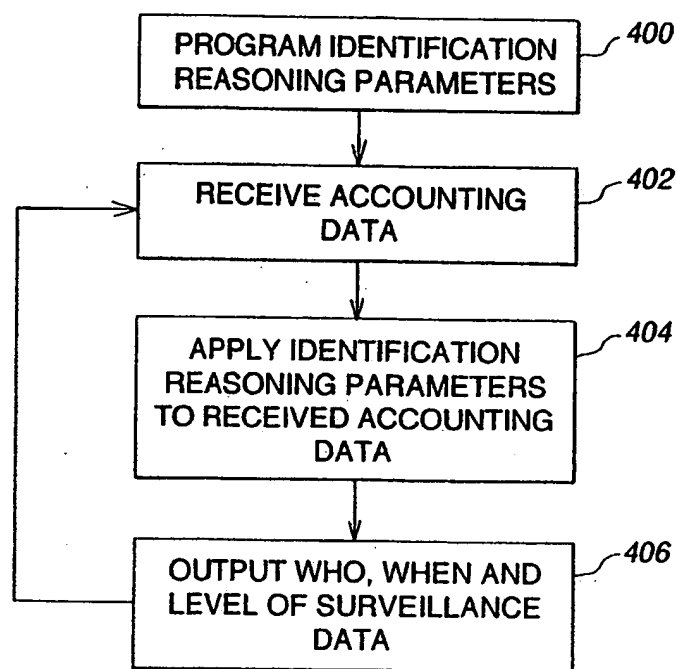 PROGRAM IDENTIFICATION
REASONING PARAMETERS
400
RECEIVE ACCOUNTING
DATA
402
APPLY IDENTIFICATION
REASONING PARAMETERS
TO RECEIVED ACCOUNTING
DATA
404
OUTPUT WHO, WHEN AND
LEVEL OF SURVEILLANCE
DATA
406